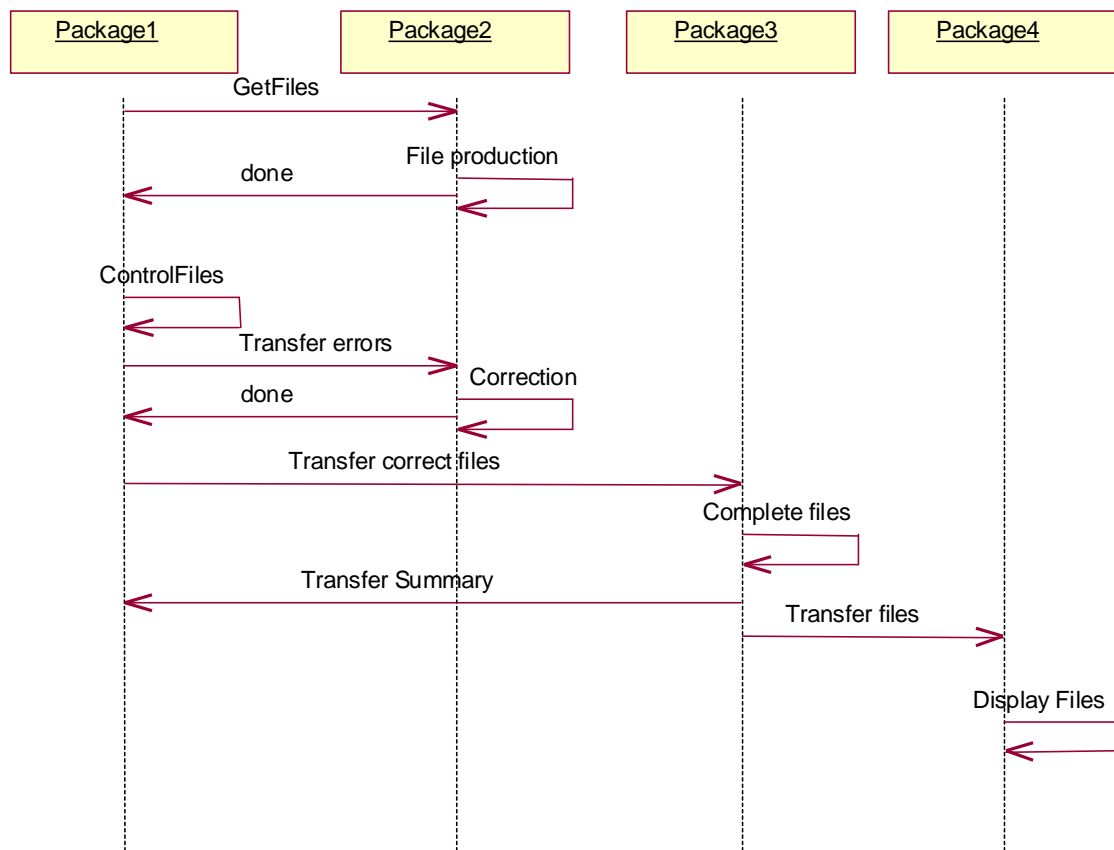 Package1
Package2
Package3
Package4
GetFiles
File production
done
ControlFiles
Transfer errors
Correction
done
Transfer correct files
Complete files
Transfer Summary
Transfer files
Display Files